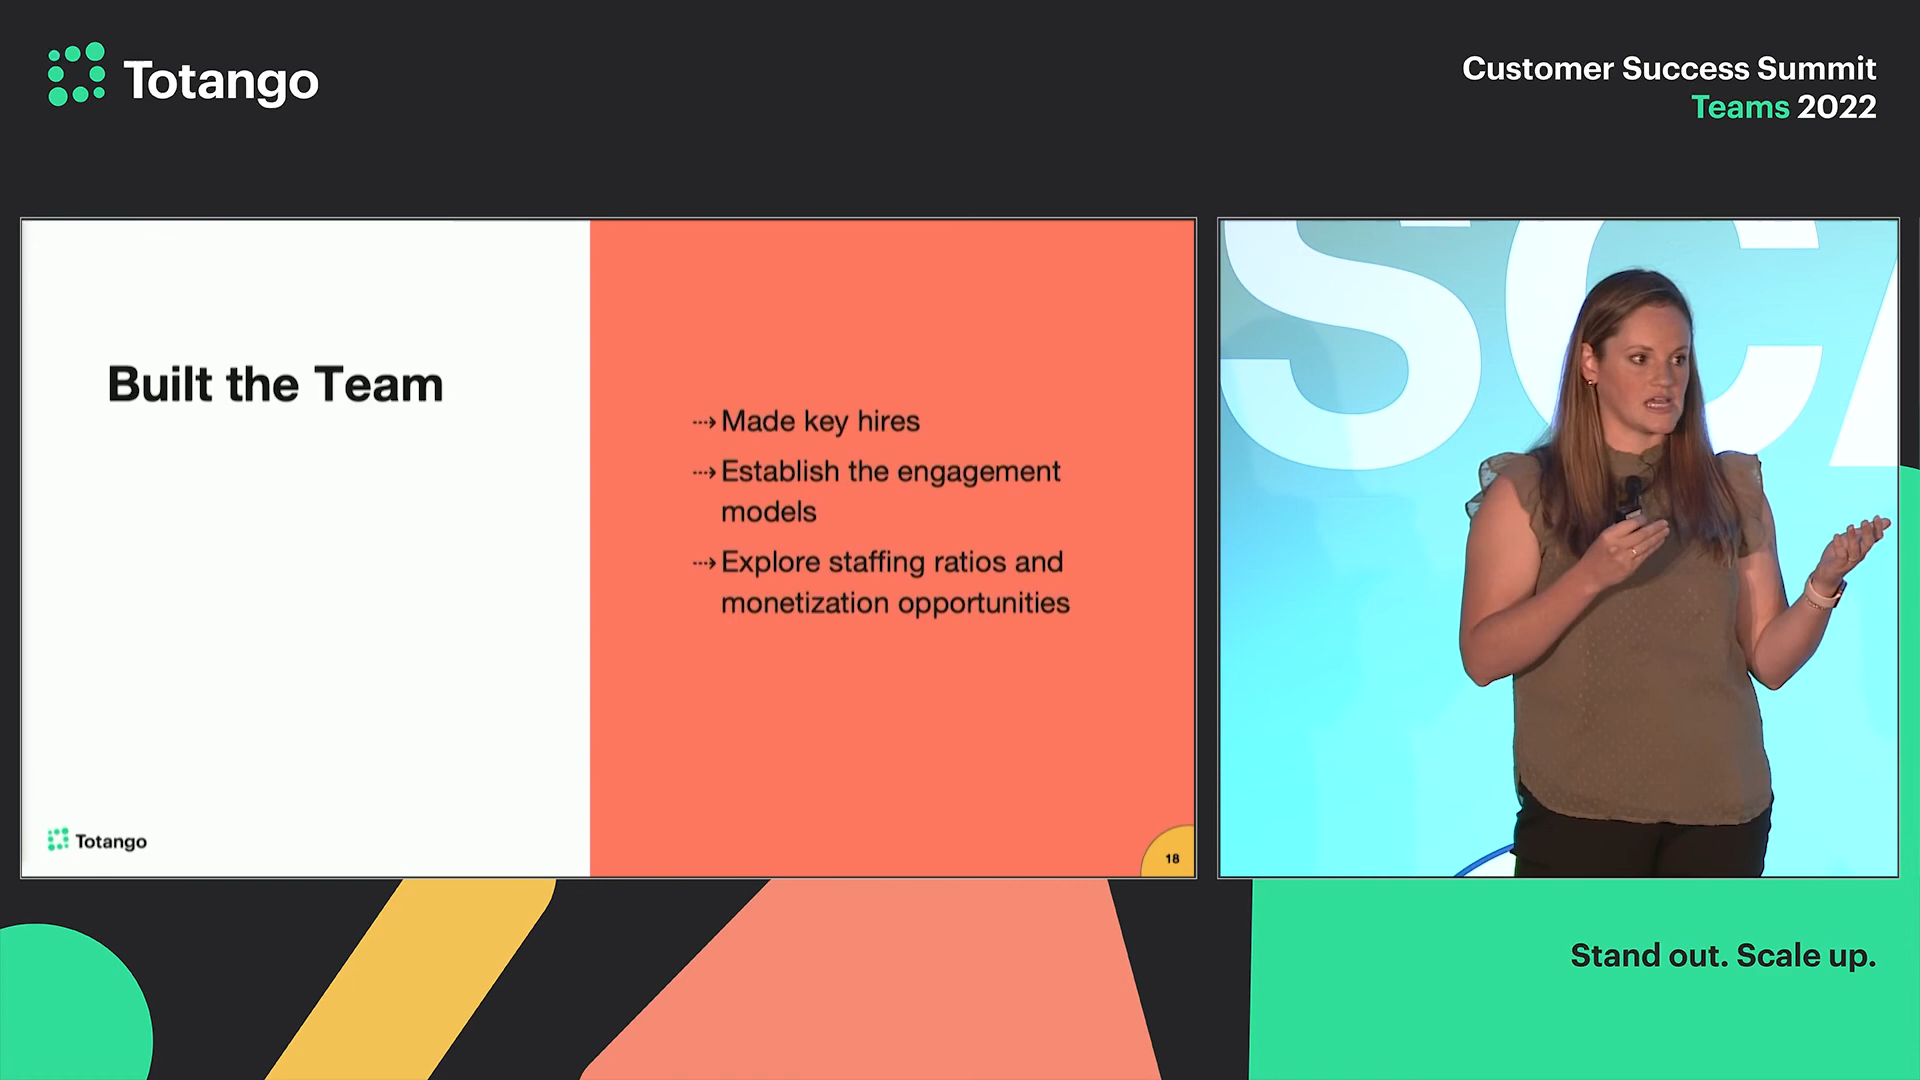 Totango
Customer Success Summit
Teams 2022
Built the Team
⤍ Made key hires
⤍ Establish the engagement
models
⤍ Explore staffing ratios and
monetization opportunities
Totango
18
SCA
Stand out. Scale up.